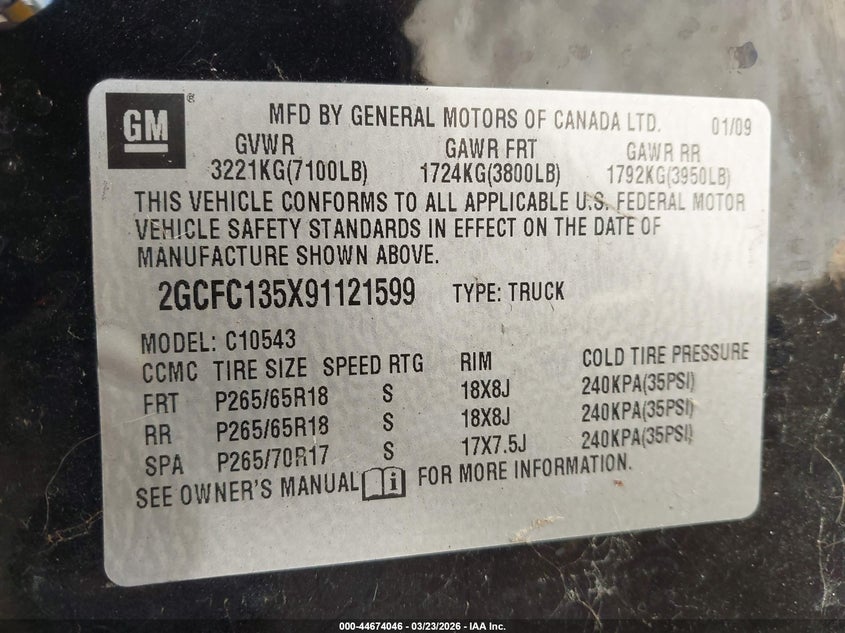 GM ®
MFD BY GENERAL MOTORS OF CANADA LTD. 01/09
GVWR GAWR FRT GAWR RR
3221KG(7100LB) 1724KG(3800LB) 1792KG(3950LB)
THIS VEHICLE CONFORMS TO ALL APPLICABLE U.S. FEDERAL MOTOR
VEHICLE SAFETY STANDARDS IN EFFECT ON THE DATE OF
MANUFACTURE SHOWN ABOVE.
2GCFC135X91121599 TYPE: TRUCK
MODEL: C10543
CCMC TIRE SIZE SPEED RTG RIM COLD TIRE PRESSURE
FRT P265/65R18 S 18X8J 240KPA(35PSI)
RR P265/65R18 S 18X8J 240KPA(35PSI)
SPA P265/70R17 S 17X7.5J 240KPA(35PSI)
SEE OWNER'S MANUAL i FOR MORE INFORMATION.
000-44674046 - 03/23/2026 - IAA Inc.